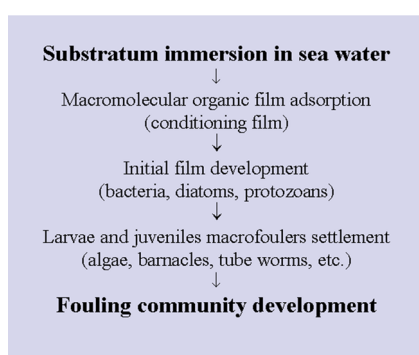 Substratum immersion in sea water
↓
Macromolecular organic film adsorption
(conditioning film)
↓
Initial film development
(bacteria, diatoms, protozoans)
↓
Larvae and juveniles macrofoulers settlement
(algae, barnacles, tube worms, etc.)
↓
Fouling community development